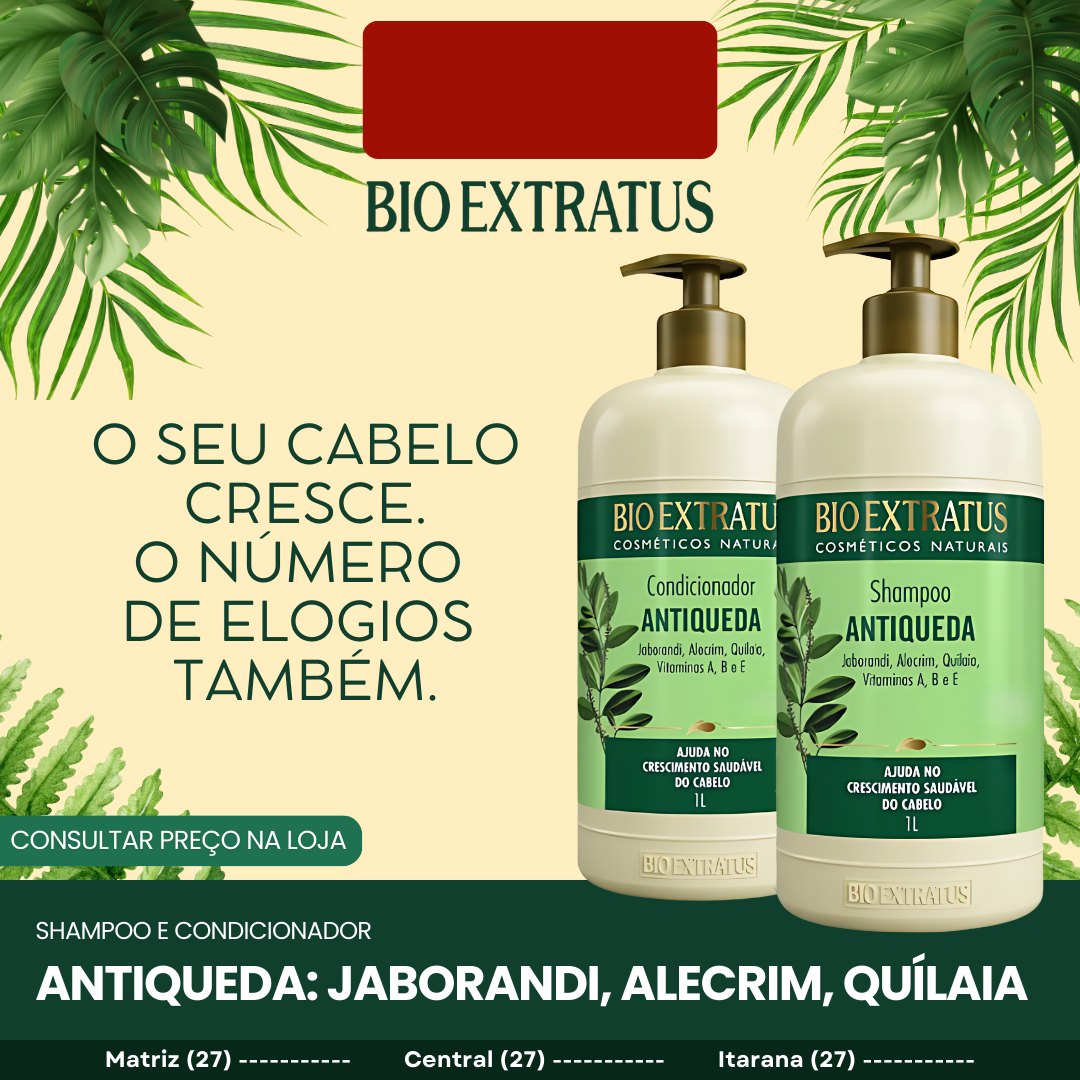 BIO EXTRATUS
O SEU CABELO
CRESCE.
O NÚMERO
DE ELOGIOS
TAMBÉM.
BIO EXTRATU
COSMÉTICOS NATURA
Condicionador
ANTIQUEDA
Jaborandi, Alecrim, Quilaia,
Vitaminas A, B e E
AJUDA NO
CRESCIMENTO SAUDÁVEL
DO CABELO
1L
BIO EXTRATUS
BIO EXTRATUS
COSMÉTICOS NATURAIS
Shampoo
ANTIQUEDA
Jaborandi, Alecrim, Quilaia,
Vitaminas A, B e E
AJUDA NO
CRESCIMENTO SAUDÁVEL
DO CABELO
1L
BIO EXTRATUS
CONSULTAR PREÇO NA LOJA
SHAMPOO E CONDICIONADOR
ANTIQUEDA: JABORANDI, ALECRIM, QUÍLAIA
Matriz (27) ----------- Central (27) ----------- Itarana (27) -----------